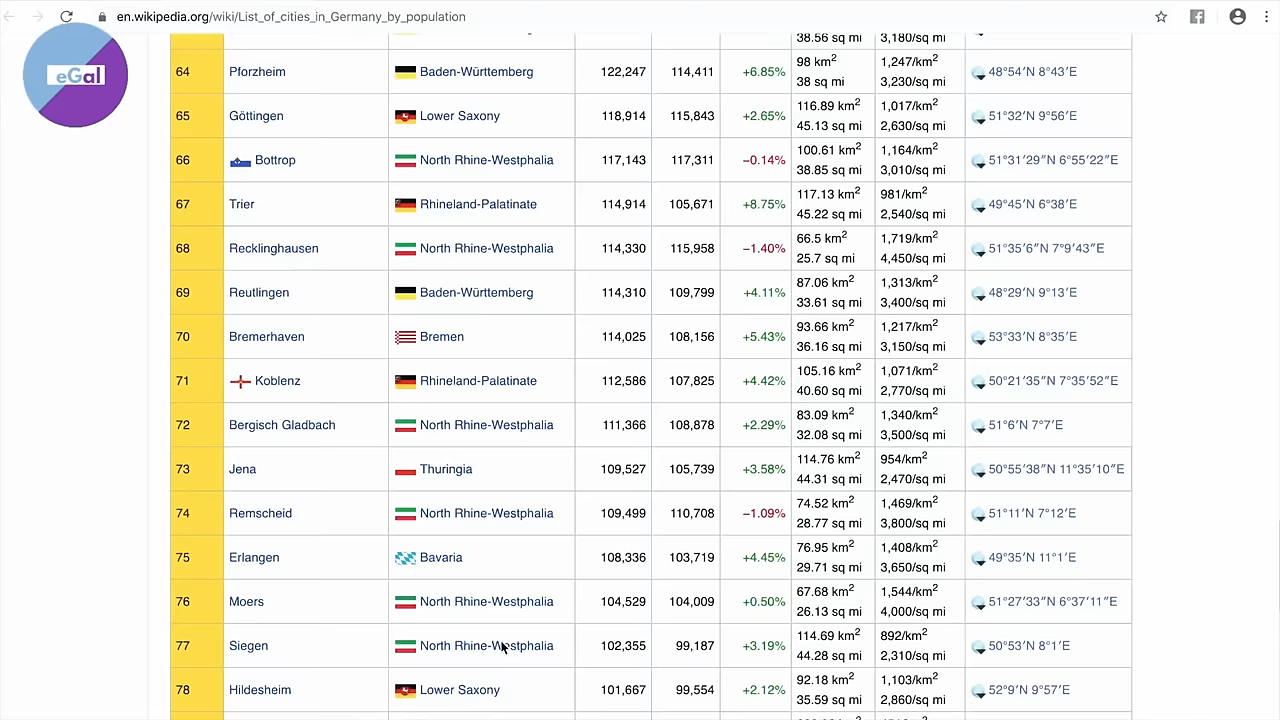 en.wikipedia.org/wiki/List_of_cities_in_Germany_by_population
eGal
38.56 sq mi 3,180/sq mi
64 Pforzheim Baden-Württemberg 122,247 114,411 +6.85% 98 km² 1,247/km² 48°54′N 8°43′E
38 sq mi 3,230/sq mi
65 Göttingen Lower Saxony 118,914 115,843 +2.65% 116.89 km² 1,017/km² 51°32′N 9°56′E
45.13 sq mi 2,630/sq mi
66 Bottrop North Rhine-Westphalia 117,143 117,311 −0.14% 100.61 km² 1,164/km² 51°31′29″N 6°55′22″E
38.85 sq mi 3,010/sq mi
67 Trier Rhineland-Palatinate 114,914 105,671 +8.75% 117.13 km² 981/km² 49°45′N 6°38′E
45.22 sq mi 2,540/sq mi
68 Recklinghausen North Rhine-Westphalia 114,330 115,958 −1.40% 66.5 km² 1,719/km² 51°35′6″N 7°9′43″E
25.7 sq mi 4,450/sq mi
69 Reutlingen Baden-Württemberg 114,310 109,799 +4.11% 87.06 km² 1,313/km² 48°29′N 9°13′E
33.61 sq mi 3,400/sq mi
70 Bremerhaven Bremen 114,025 108,156 +5.43% 93.66 km² 1,217/km² 53°33′N 8°35′E
36.16 sq mi 3,150/sq mi
71 Koblenz Rhineland-Palatinate 112,586 107,825 +4.42% 105.16 km² 1,071/km² 50°21′35″N 7°35′52″E
40.60 sq mi 2,770/sq mi
72 Bergisch Gladbach North Rhine-Westphalia 111,366 108,878 +2.29% 83.09 km² 1,340/km² 51°6′N 7°7′E
32.08 sq mi 3,500/sq mi
73 Jena Thuringia 109,527 105,739 +3.58% 114.76 km² 954/km² 50°55′38″N 11°35′10″E
44.31 sq mi 2,470/sq mi
74 Remscheid North Rhine-Westphalia 109,499 110,708 −1.09% 74.52 km² 1,469/km² 51°11′N 7°12′E
28.77 sq mi 3,800/sq mi
75 Erlangen Bavaria 108,336 103,719 +4.45% 76.95 km² 1,408/km² 49°35′N 11°1′E
29.71 sq mi 3,650/sq mi
76 Moers North Rhine-Westphalia 104,529 104,009 +0.50% 67.68 km² 1,544/km² 51°27′33″N 6°37′11″E
26.13 sq mi 4,000/sq mi
77 Siegen North Rhine-Westphalia 102,355 99,187 +3.19% 114.69 km² 892/km² 50°53′N 8°1′E
44.28 sq mi 2,310/sq mi
78 Hildesheim Lower Saxony 101,667 99,554 +2.12% 92.18 km² 1,103/km² 52°9′N 9°57′E
35.59 sq mi 2,860/sq mi